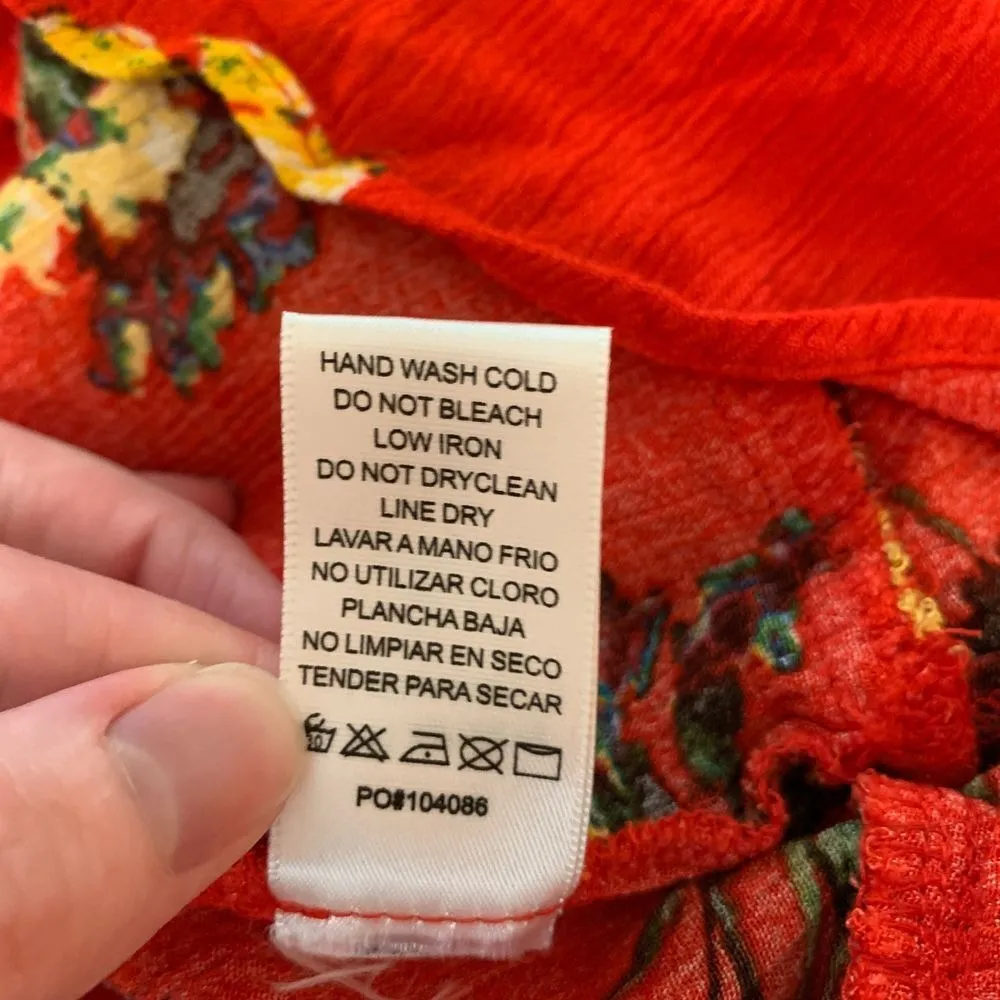 HAND WASH COLD
DO NOT BLEACH
LOW IRON
DO NOT DRYCLEAN
LINE DRY
LAVAR A MANO FRIO
NO UTILIZAR CLORO
PLANCHA BAJA
NO LIMPIAR EN SECO
TENDER PARA SECAR
30
PO#104086